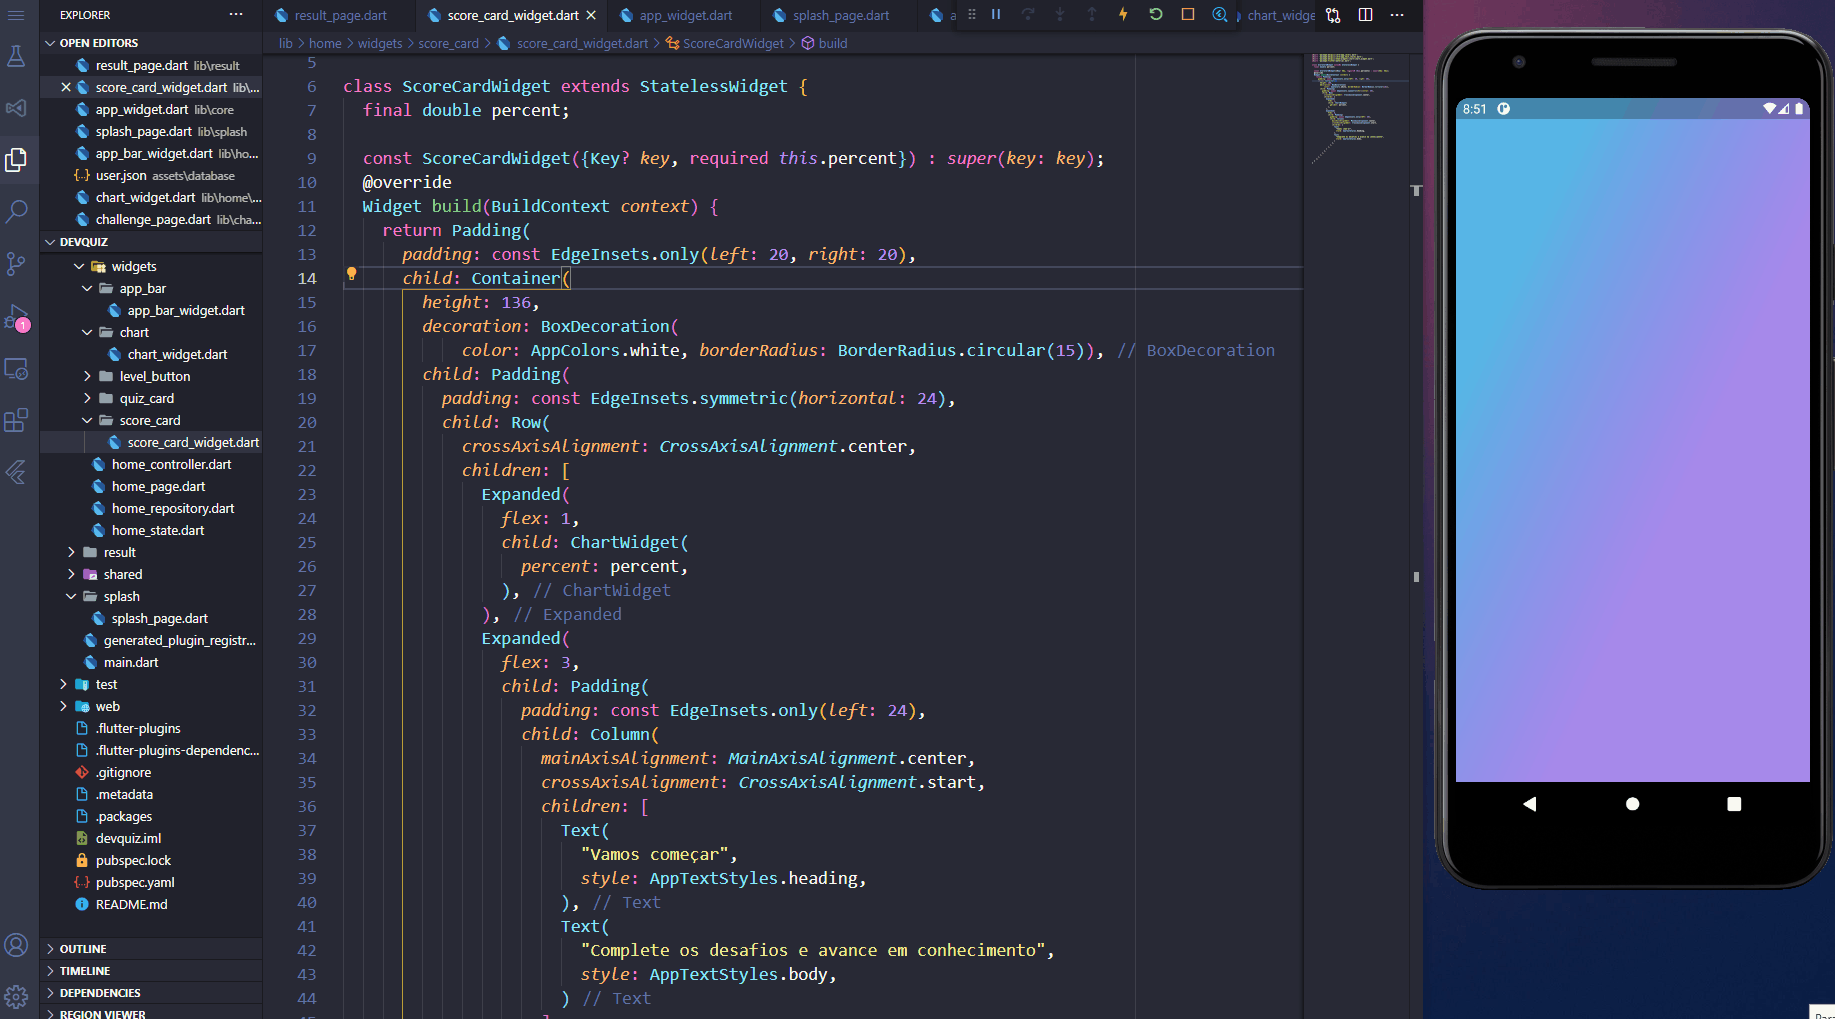 EXPLORER
result_page.dart
score_card_widget.dart
app_widget.dart
splash_page.dart
chart_widge
OPEN EDITORS
result_page.dart lib\result
score_card_widget.dart lib\...
app_widget.dart lib\core
splash_page.dart lib\splash
app_bar_widget.dart lib\ho...
user.json assets\database
chart_widget.dart lib\home\...
challenge_page.dart lib\cha...
DEVQUIZ
widgets
app_bar
app_bar_widget.dart
chart
chart_widget.dart
level_button
quiz_card
score_card
score_card_widget.dart
home_controller.dart
home_page.dart
home_repository.dart
home_state.dart
result
shared
splash
splash_page.dart
generated_plugin_registr...
main.dart
test
web
.flutter-plugins
.flutter-plugins-dependenc...
.gitignore
.metadata
.packages
devquiz.iml
pubspec.lock
pubspec.yaml
README.md
OUTLINE
TIMELINE
DEPENDENCIES
REGION VIEWER
1
lib > home > widgets > score_card > score_card_widget.dart > ScoreCardWidget > build
5
6 class ScoreCardWidget extends StatelessWidget {
7 final double percent;
8
9 const ScoreCardWidget({Key? key, required this.percent}) : super(key: key);
10 @override
11 Widget build(BuildContext context) {
12 return Padding(
13 padding: const EdgeInsets.only(left: 20, right: 20),
14 child: Container(
15 height: 136,
16 decoration: BoxDecoration(
17 color: AppColors.white, borderRadius: BorderRadius.circular(15)), // BoxDecoration
18 child: Padding(
19 padding: const EdgeInsets.symmetric(horizontal: 24),
20 child: Row(
21 crossAxisAlignment: CrossAxisAlignment.center,
22 children: [
23 Expanded(
24 flex: 1,
25 child: ChartWidget(
26 percent: percent,
27 ), // ChartWidget
28 ), // Expanded
29 Expanded(
30 flex: 3,
31 child: Padding(
32 padding: const EdgeInsets.only(left: 24),
33 child: Column(
34 mainAxisAlignment: MainAxisAlignment.center,
35 crossAxisAlignment: CrossAxisAlignment.start,
36 children: [
37 Text(
38 "Vamos começar",
39 style: AppTextStyles.heading,
40 ), // Text
41 Text(
42 "Complete os desafios e avance em conhecimento",
43 style: AppTextStyles.body,
44 ) // Text
8:51